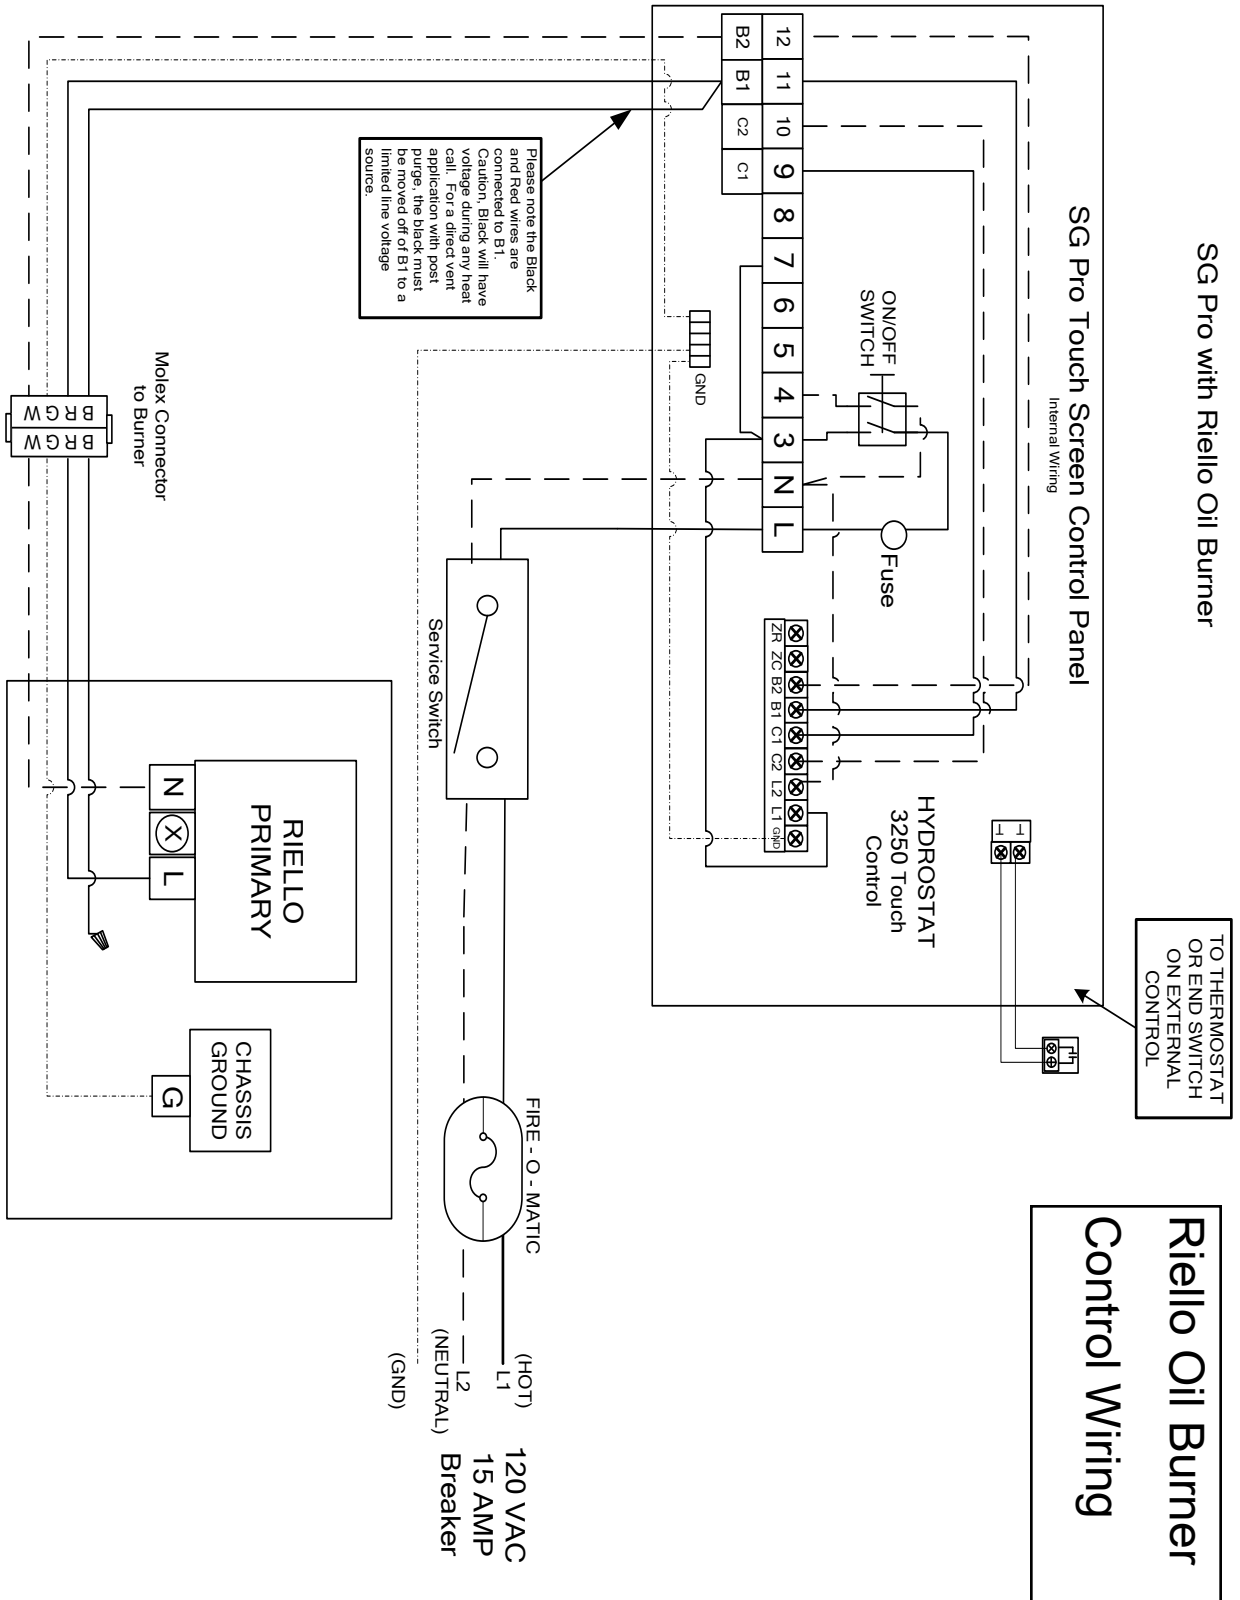 SG Pro with Riello Oil Burner
Riello Oil Burner
Control Wiring
SG Pro Touch Screen Control Panel
Internal Wiring
TO THERMOSTAT
OR END SWITCH
ON EXTERNAL
CONTROL
T
T
ON/OFF
SWITCH
Fuse
HYDROSTAT
3250 Touch
Control
12
11
10
9
8
7
6
5
4
3
N
L
B2
B1
C2
C1
ZR
ZC
B2
B1
C1
C2
L2
L1
GND
GND
Please note the Black
and Red wires are
connected to B1.
Caution, Black will have
voltage during any heat
call. For a direct vent
application with post
purge, the black must
be moved off of B1 to a
limited line voltage
source.
Service Switch
FIRE - O - MATIC
(HOT)
L1
L2
(NEUTRAL)
(GND)
120 VAC
15 AMP
Breaker
Molex Connector
to Burner
B R G W
B R G W
RIELLO
PRIMARY
N
X
L
CHASSIS
GROUND
G